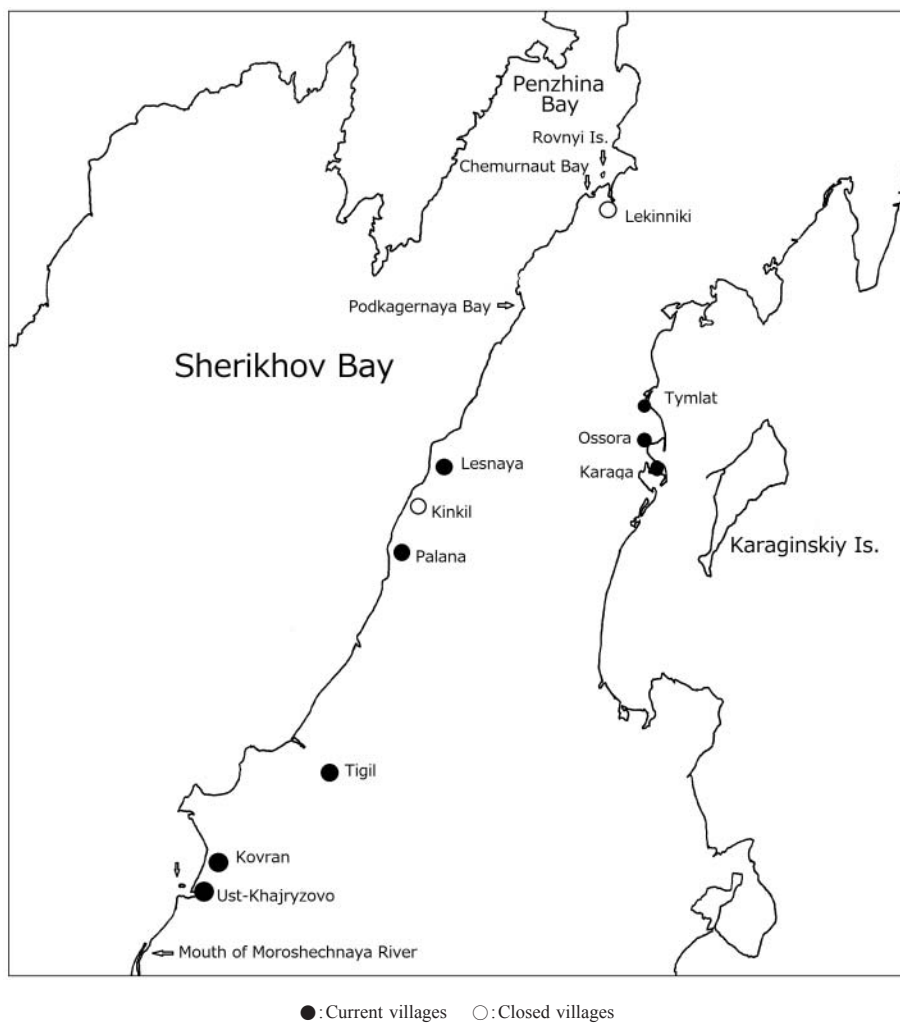 Penzhina
Bay
Rovnyi Is.
Chemurnaut Bay
Lekinniki
Podkagernaya Bay
Sherikhov Bay
Tymlat
Ossora
Lesnaya
Karaga
Kinkil
Karaginskiy Is.
Palana
Tigil
Kovran
Ust-Khajryzovo
Mouth of Moroshechnaya River
●:Current villages ○:Closed villages